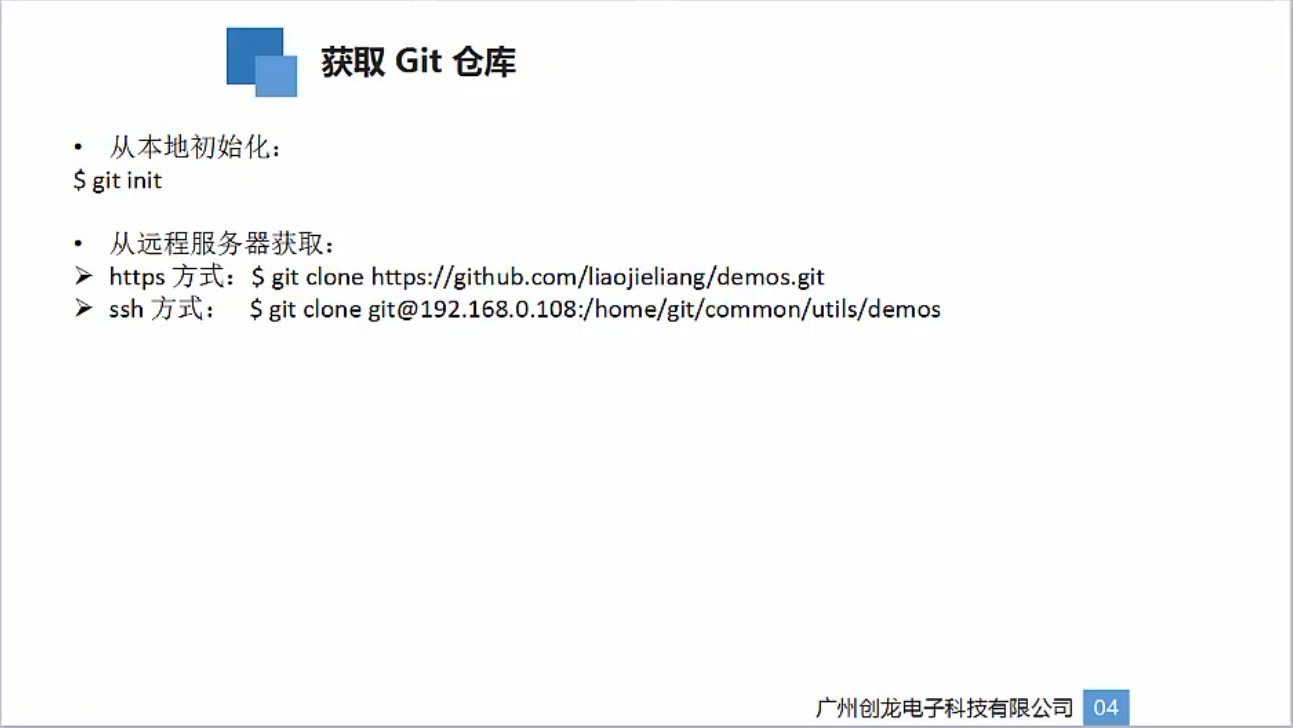 获取 Git 仓库
• 从本地初始化：
$ git init
• 从远程服务器获取：
➢ https 方式：$ git clone https://github.com/liaojieliang/demos.git
➢ ssh 方式： $ git clone git@192.168.0.108:/home/git/common/utils/demos
广州创龙电子科技有限公司 04